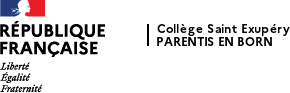 RÉPUBLIQUE
FRANÇAISE
Liberté
Égalité
Fraternité
Collège Saint Exupéry
PARENTIS EN BORN